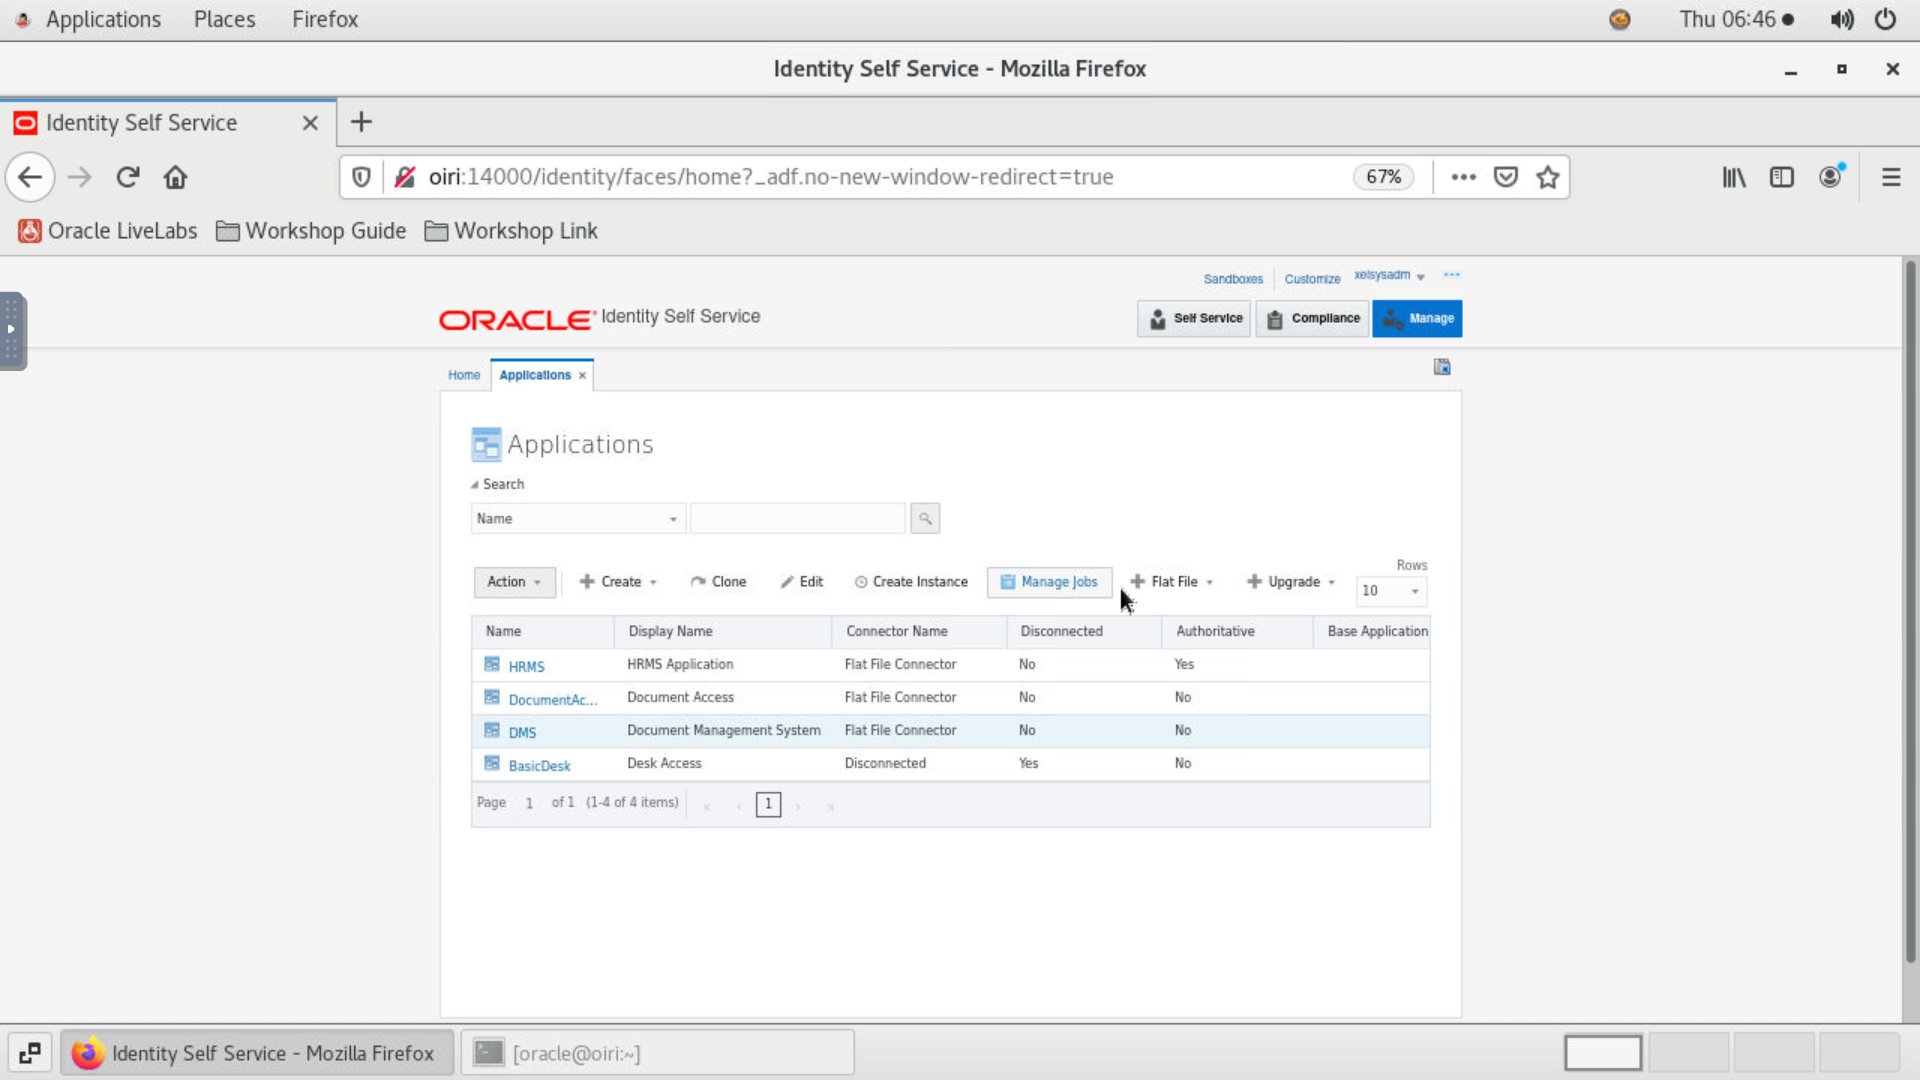 Applications Places Firefox Thu 06:46
Identity Self Service - Mozilla Firefox
Identity Self Service
oiri:14000/identity/faces/home?_adf.no-new-window-redirect=true 67%
Oracle LiveLabs Workshop Guide Workshop Link
Sandboxes Customize xelsysadm
ORACLE Identity Self Service Self Service Compliance Manage
Home Applications
Applications
Search
Name
Rows
Action Create Clone Edit Create Instance Manage Jobs Flat File Upgrade 10
Name Display Name Connector Name Disconnected Authoritative Base Application
HRMS HRMS Application Flat File Connector No Yes
DocumentAc... Document Access Flat File Connector No No
DMS Document Management System Flat File Connector No No
BasicDesk Desk Access Disconnected Yes No
Page 1 of 1 (1-4 of 4 items) « ‹ 1 › »
Identity Self Service - Mozilla Firefox [oracle@oiri:~]